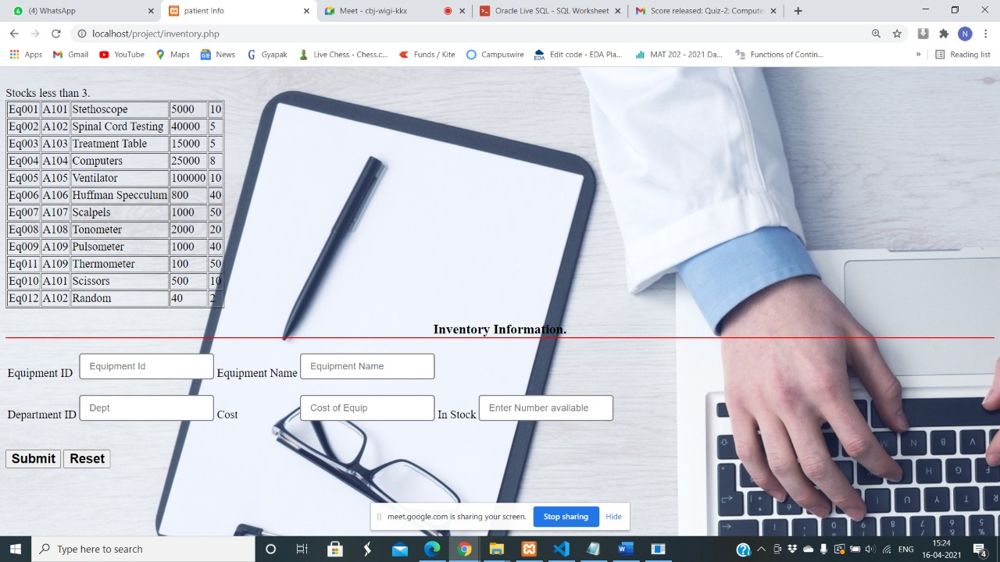 (4) WhatsApp patient Info Meet - cbj-wigi-kkx Oracle Live SQL - SQL Worksheet Score released: Quiz-2: Compute
localhost/project/inventory.php N
Apps Gmail YouTube Maps GE News G Gyapak Live Chess - Chess.c... Funds / Kite Campuswire EDA Edit code - EDA Pla... MAT 202 - 2021 Da... Functions of Contin... » Reading list
Stocks less than 3.
Eq001 A101 Stethoscope 5000 10
Eq002 A102 Spinal Cord Testing 40000 5
Eq003 A103 Treatment Table 15000 5
Eq004 A104 Computers 25000 8
Eq005 A105 Ventilator 100000 10
Eq006 A106 Huffman Specculum 800 40
Eq007 A107 Scalpels 1000 50
Eq008 A108 Tonometer 2000 20
Eq009 A109 Pulsometer 1000 40
Eq011 A109 Thermometer 100 50
Eq010 A101 Scissors 500 10
Eq012 A102 Random 40 2
Inventory Information.
Equipment ID Equipment Id Equipment Name Equipment Name
Department ID Dept Cost Cost of Equip In Stock Enter Number available
Submit Reset
meet.google.com is sharing your screen. Stop sharing Hide
Type here to search ENG 15:24
16-04-2021 4